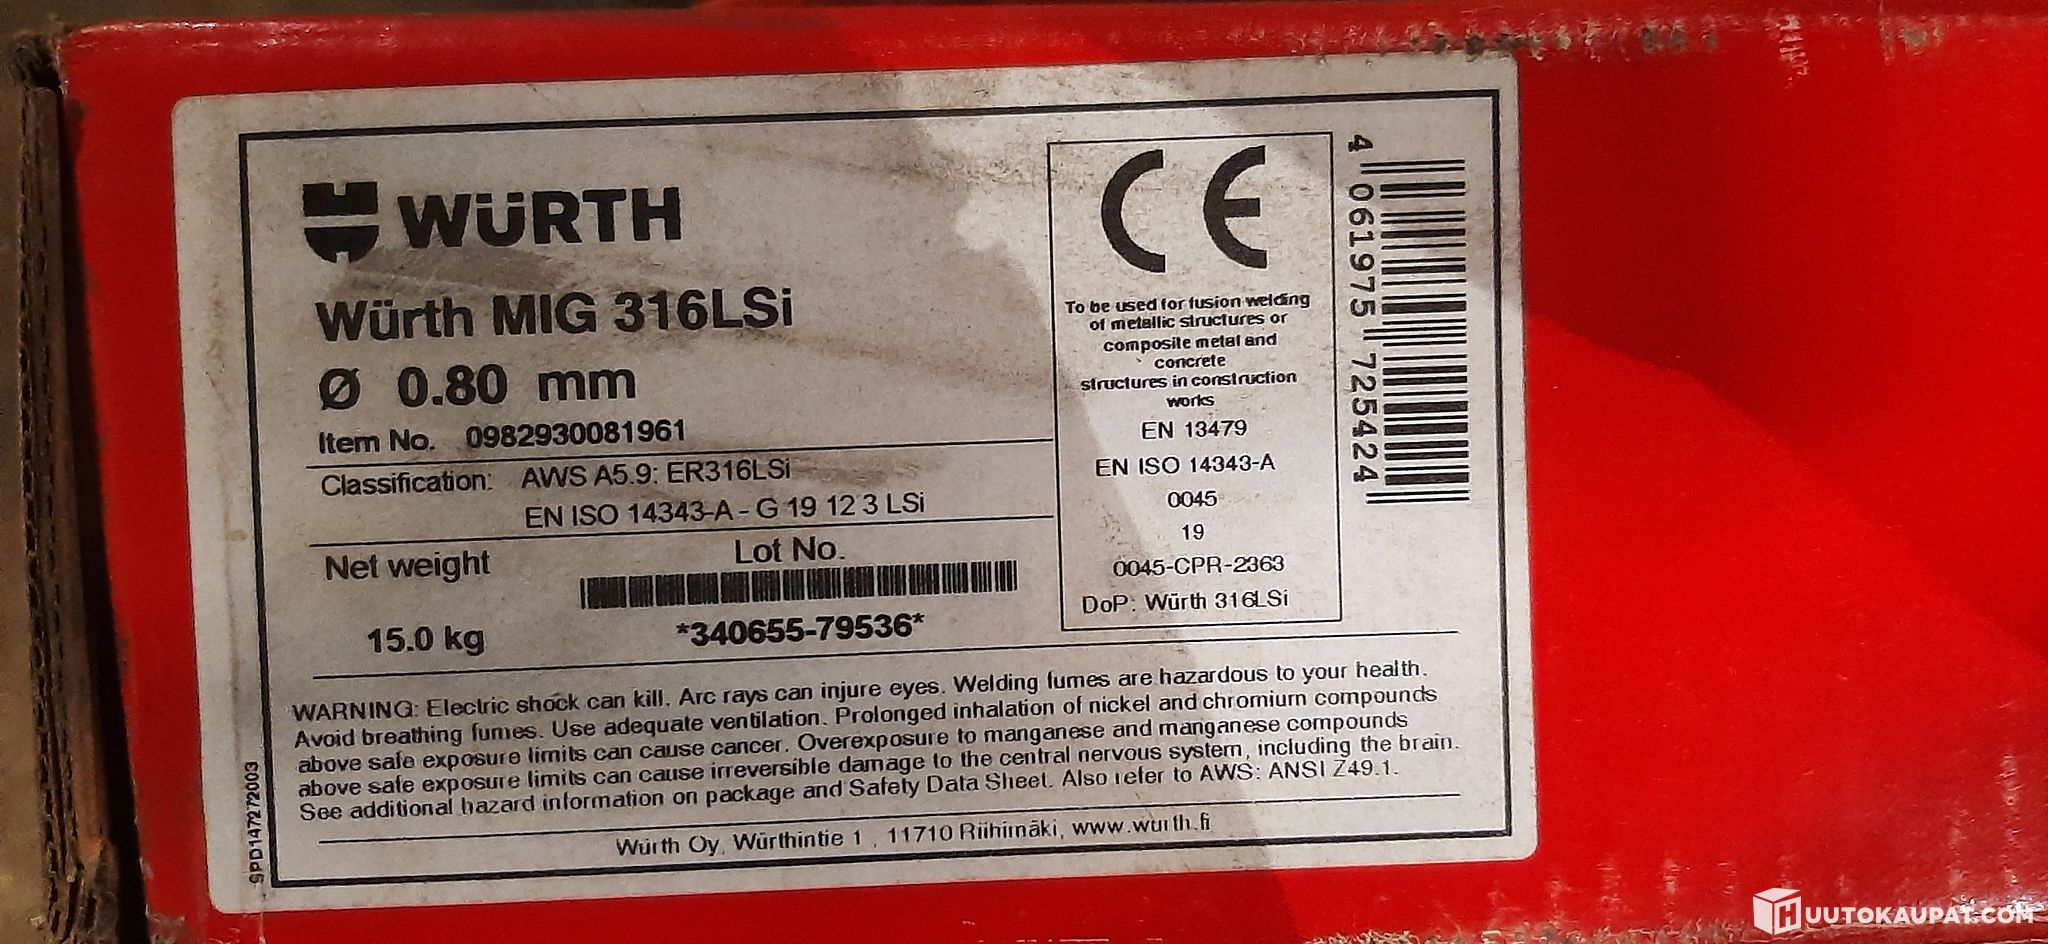 WÜRTH
Würth MIG 316LSi
Ø 0.80 mm
Item No. 0982930081961
Classification: AWS A5.9: ER316LSi
EN ISO 14343-A - G 19 12 3 LSi
Net weight
15.0 kg
Lot No.
*340655-79536*
CE
To be used for fusion welding
of metallic structures or
composite metal and
concrete
structures in construction
works
EN 13479
EN ISO 14343-A
0045
19
0045-CPR-2363
DoP: Würth 316LSi
4 061975 725424
WARNING: Electric shock can kill. Arc rays can injure eyes. Welding fumes are hazardous to your health.
Avoid breathing fumes. Use adequate ventilation. Prolonged inhalation of nickel and chromium compounds
above safe exposure limits can cause cancer. Overexposure to manganese and manganese compounds
above safe exposure limits can cause irreversible damage to the central nervous system, including the brain.
See additional hazard information on package and Safety Data Sheet. Also refer to AWS: ANSI Z49.1.
Würth Oy, Würthintie 1 , 11710 Riihimäki, www.wurth.fi
SPD147272003
HUUTOKAUPAT.COM